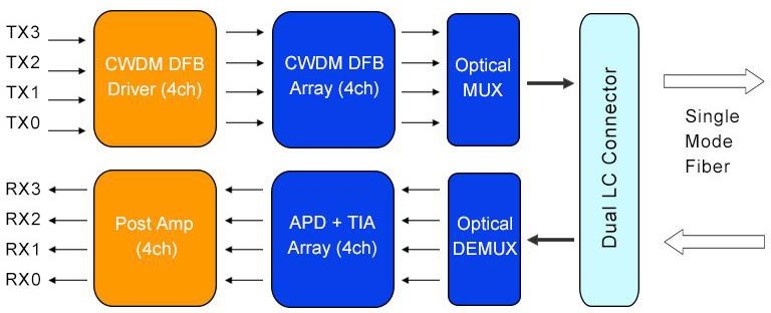 TX3
TX2
TX1
TX0
CWDM DFB
Driver (4ch)
CWDM DFB
Array (4ch)
Optical
MUX
Dual LC Connector
Single
Mode
Fiber
RX3
RX2
RX1
RX0
Post Amp
(4ch)
APD + TIA
Array (4ch)
Optical
DEMUX